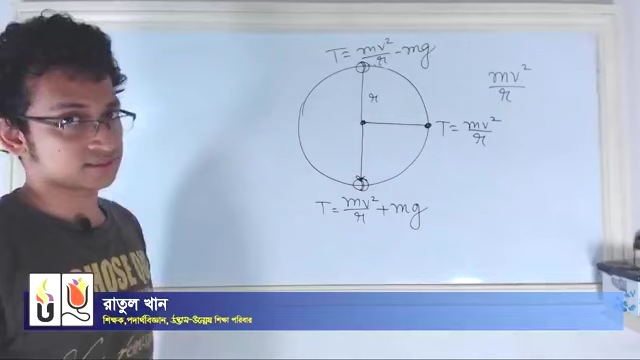 T = mv²/r - mg
mv²/r
r
T = mv²/r
T = mv²/r + mg
রাতুল খান
শিক্ষক,পদার্থবিজ্ঞান, উদ্ভাস-উন্মেষ শিক্ষা পরিবার